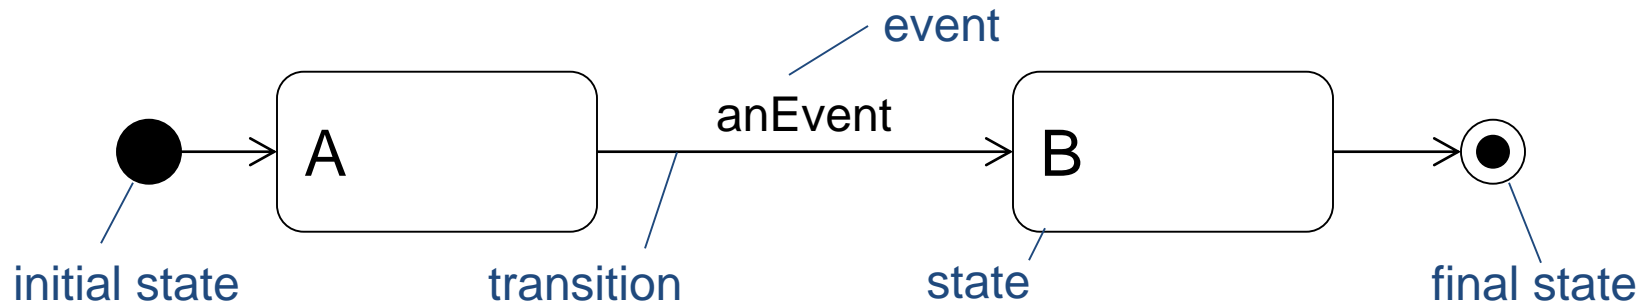 event
anEvent
A
B
initial state
transition
state
final state